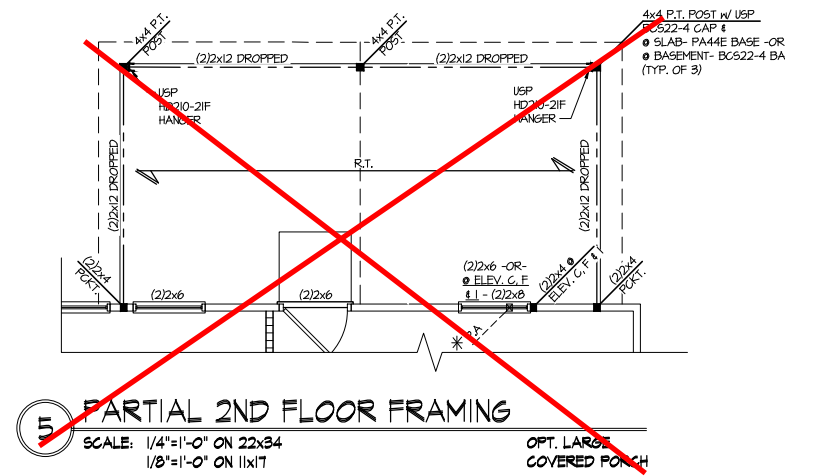 4x4 P.T.
POST
4x4 P.T.
POST
4x4 P.T. POST W/ USP
BCS22-4 CAP &
@ SLAB- PA44E BASE -OR
@ BASEMENT- BCS22-4 BA
(TYP. OF 3)
(2)2x12 DROPPED
(2)2x12 DROPPED
USP
HD210-2IF
HANGER
USP
HD210-2IF
HANGER
(2)2x12 DROPPED
R.T.
(2)2x12 DROPPED
(2)2x4
PCKT.
(2)2x6
(2)2x6
(2)2x6 -OR-
@ ELEV. C, F
& I - (2)2x8
(2)2x4 @
ELEV. C, F & I
(2)2x4
PCKT.
5
PARTIAL 2ND FLOOR FRAMING
SCALE: 1/4"=1'-0" ON 22x34
1/8"=1'-0" ON 11x17
OPT. LARGE
COVERED PORCH